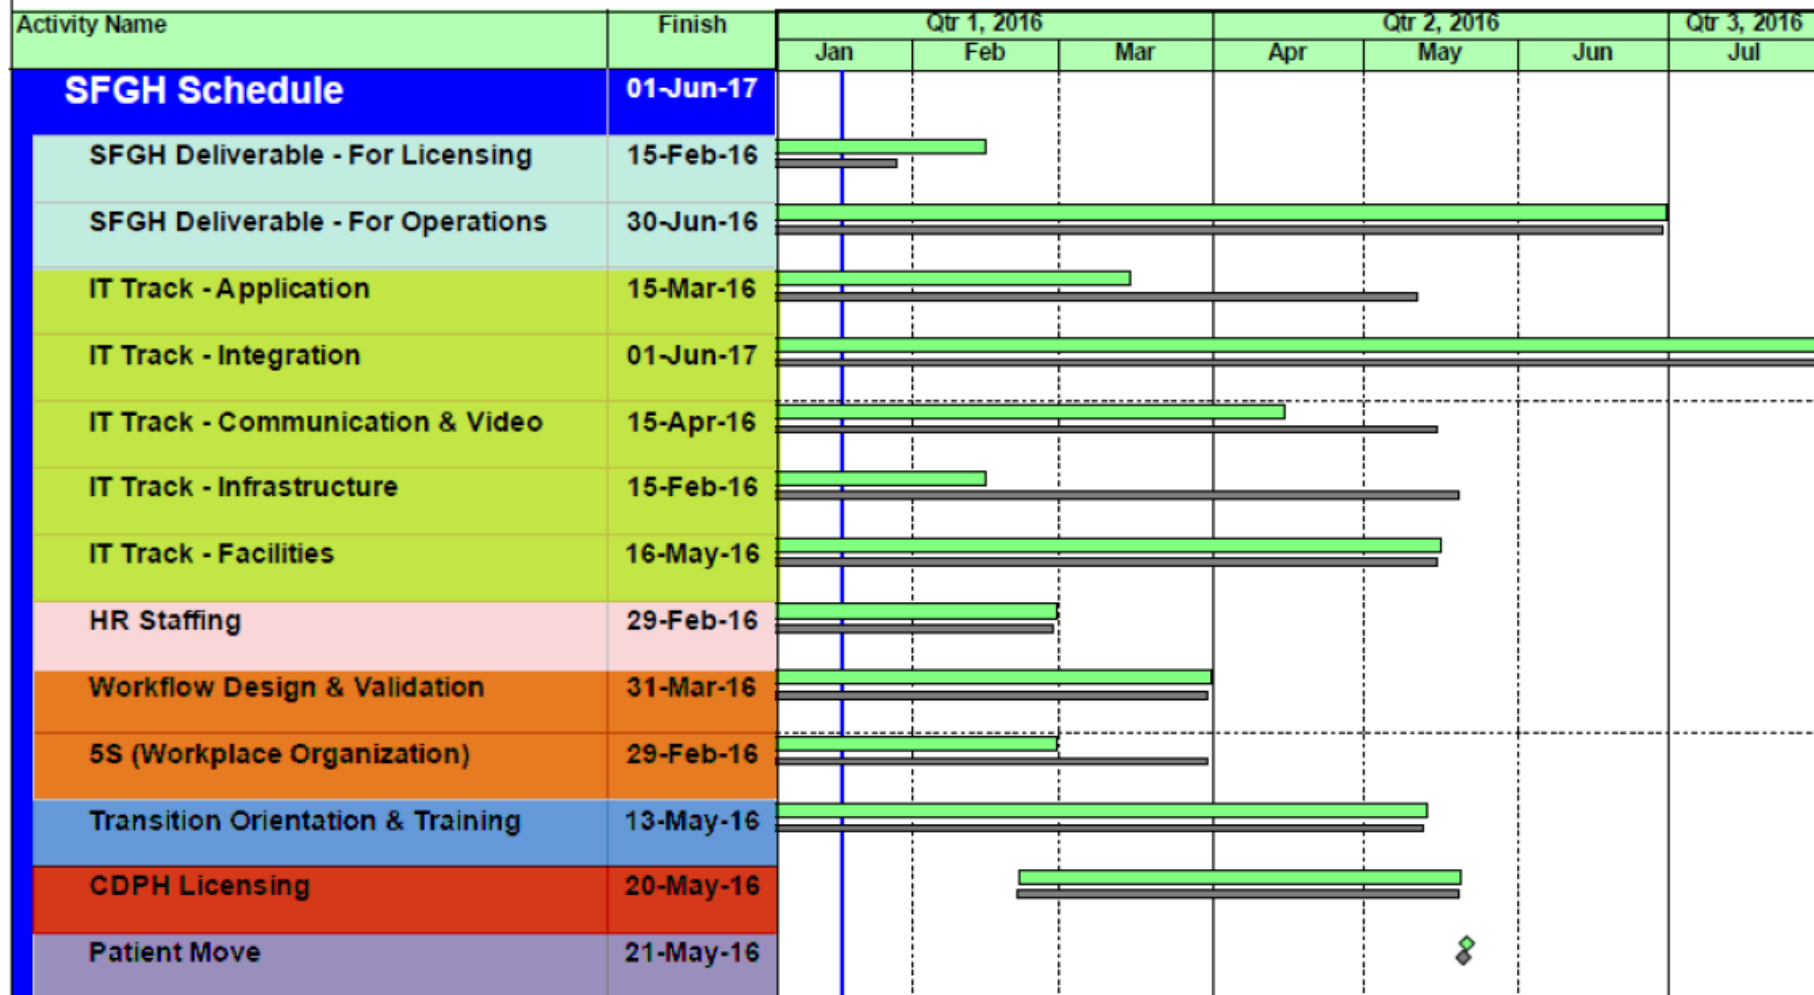 Activity Name Finish Qtr 1, 2016 Qtr 2, 2016 Qtr 3, 2016
Jan Feb Mar Apr May Jun Jul
SFGH Schedule 01-Jun-17
SFGH Deliverable - For Licensing 15-Feb-16
SFGH Deliverable - For Operations 30-Jun-16
IT Track - Application 15-Mar-16
IT Track - Integration 01-Jun-17
IT Track - Communication & Video 15-Apr-16
IT Track - Infrastructure 15-Feb-16
IT Track - Facilities 16-May-16
HR Staffing 29-Feb-16
Workflow Design & Validation 31-Mar-16
5S (Workplace Organization) 29-Feb-16
Transition Orientation & Training 13-May-16
CDPH Licensing 20-May-16
Patient Move 21-May-16